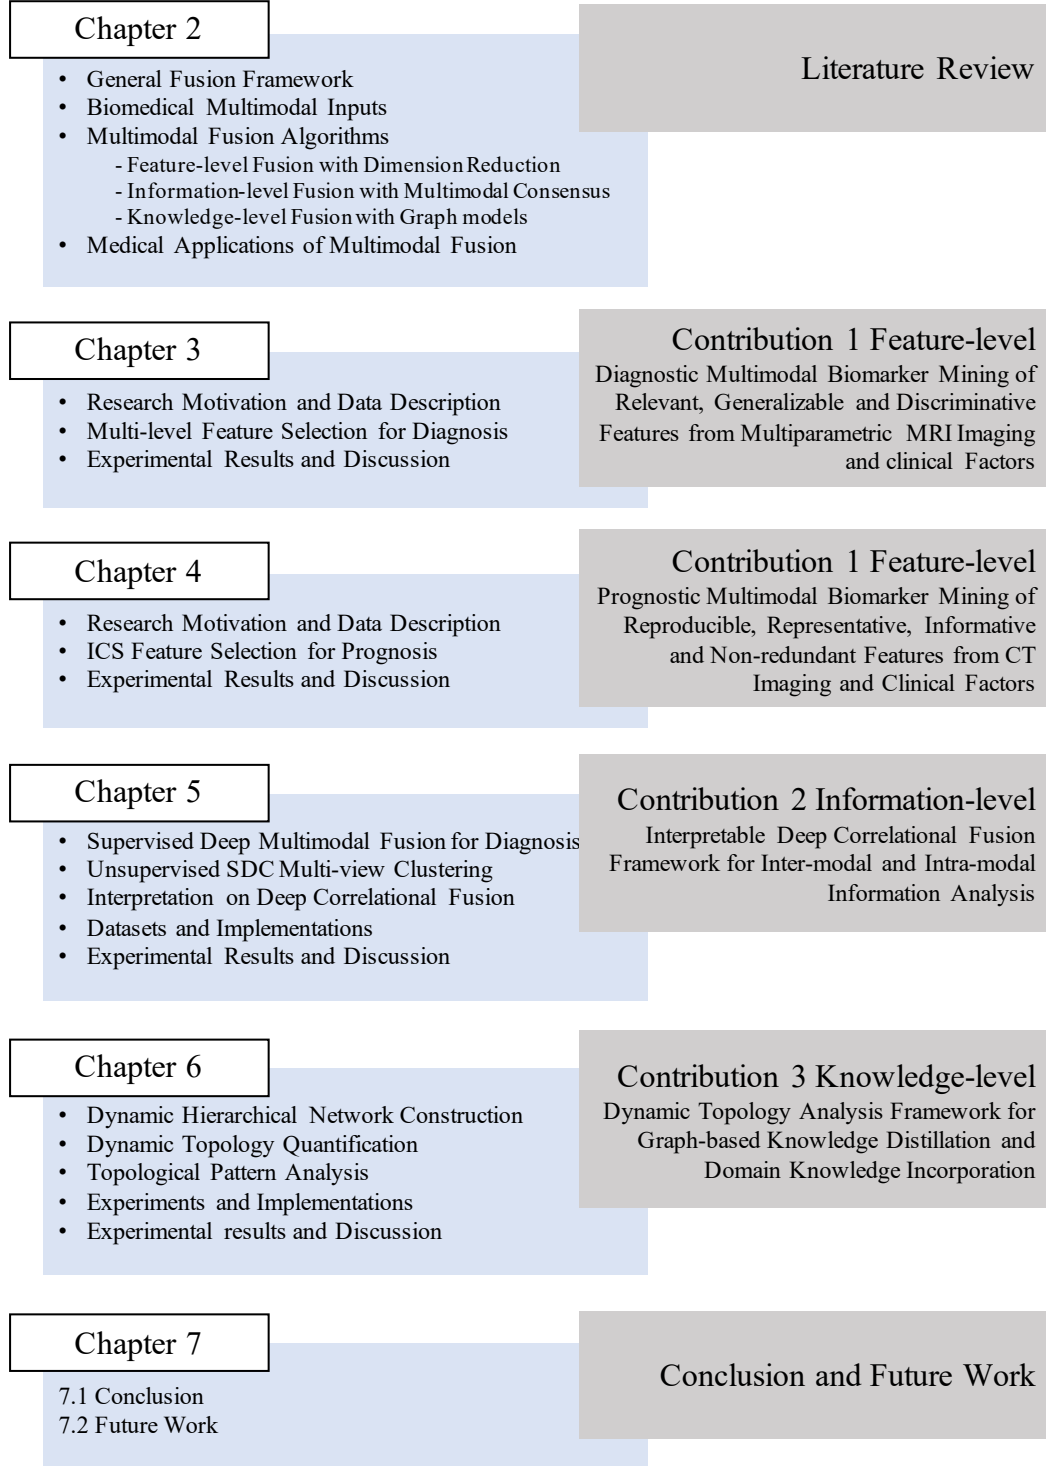 Chapter 2
Literature Review
• General Fusion Framework
• Biomedical Multimodal Inputs
• Multimodal Fusion Algorithms
- Feature-level Fusion with Dimension Reduction
- Information-level Fusion with Multimodal Consensus
- Knowledge-level Fusion with Graph models
• Medical Applications of Multimodal Fusion
Chapter 3
• Research Motivation and Data Description
• Multi-level Feature Selection for Diagnosis
• Experimental Results and Discussion
Contribution 1 Feature-level
Diagnostic Multimodal Biomarker Mining of
Relevant, Generalizable and Discriminative
Features from Multiparametric MRI Imaging
and clinical Factors
Chapter 4
• Research Motivation and Data Description
• ICS Feature Selection for Prognosis
• Experimental Results and Discussion
Contribution 1 Feature-level
Prognostic Multimodal Biomarker Mining of
Reproducible, Representative, Informative
and Non-redundant Features from CT
Imaging and Clinical Factors
Chapter 5
• Supervised Deep Multimodal Fusion for Diagnosis
• Unsupervised SDC Multi-view Clustering
• Interpretation on Deep Correlational Fusion
• Datasets and Implementations
• Experimental Results and Discussion
Contribution 2 Information-level
Interpretable Deep Correlational Fusion
Framework for Inter-modal and Intra-modal
Information Analysis
Chapter 6
• Dynamic Hierarchical Network Construction
• Dynamic Topology Quantification
• Topological Pattern Analysis
• Experiments and Implementations
• Experimental results and Discussion
Contribution 3 Knowledge-level
Dynamic Topology Analysis Framework for
Graph-based Knowledge Distillation and
Domain Knowledge Incorporation
Chapter 7
7.1 Conclusion
7.2 Future Work
Conclusion and Future Work